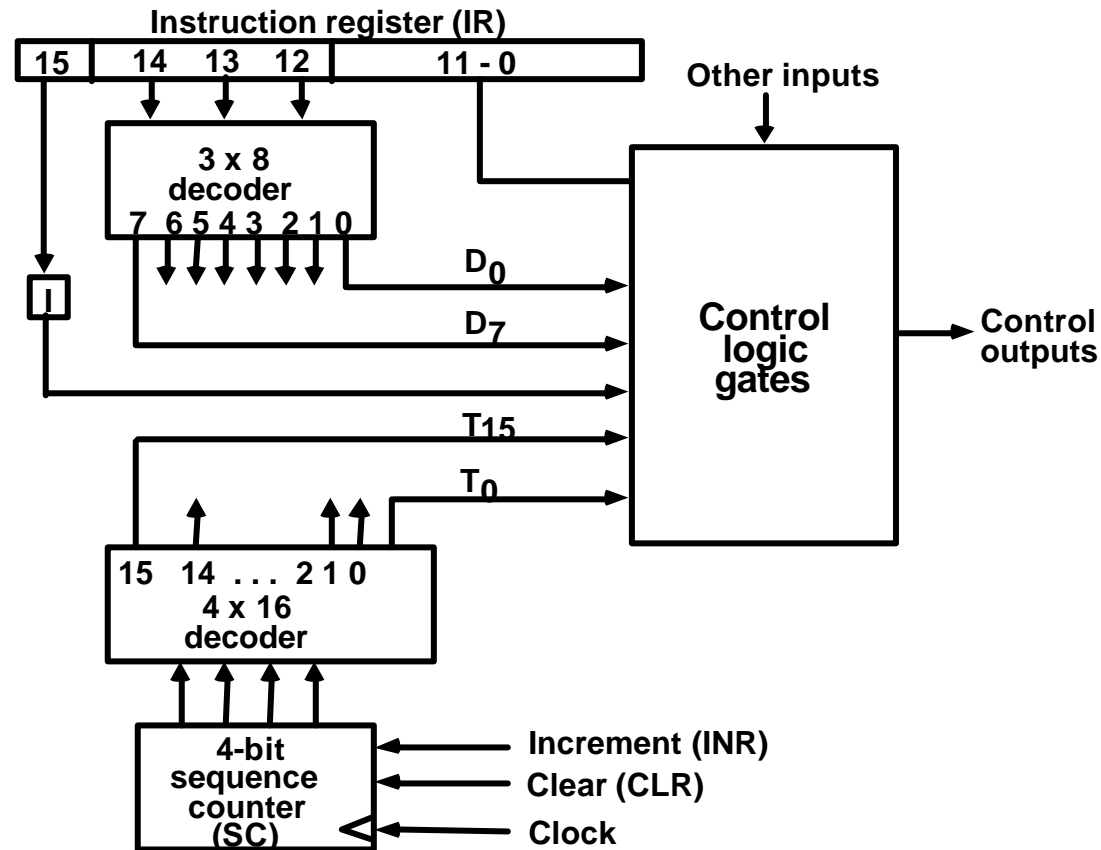 Instruction register (IR)
15 14 13 12 11 - 0
Other inputs
3 x 8
decoder
7 6 5 4 3 2 1 0
D0
I
D7
Control
logic
gates
Control
outputs
T15
T0
15 14 . . . 2 1 0
4 x 16
decoder
4-bit
sequence
counter
(SC)
Increment (INR)
Clear (CLR)
Clock